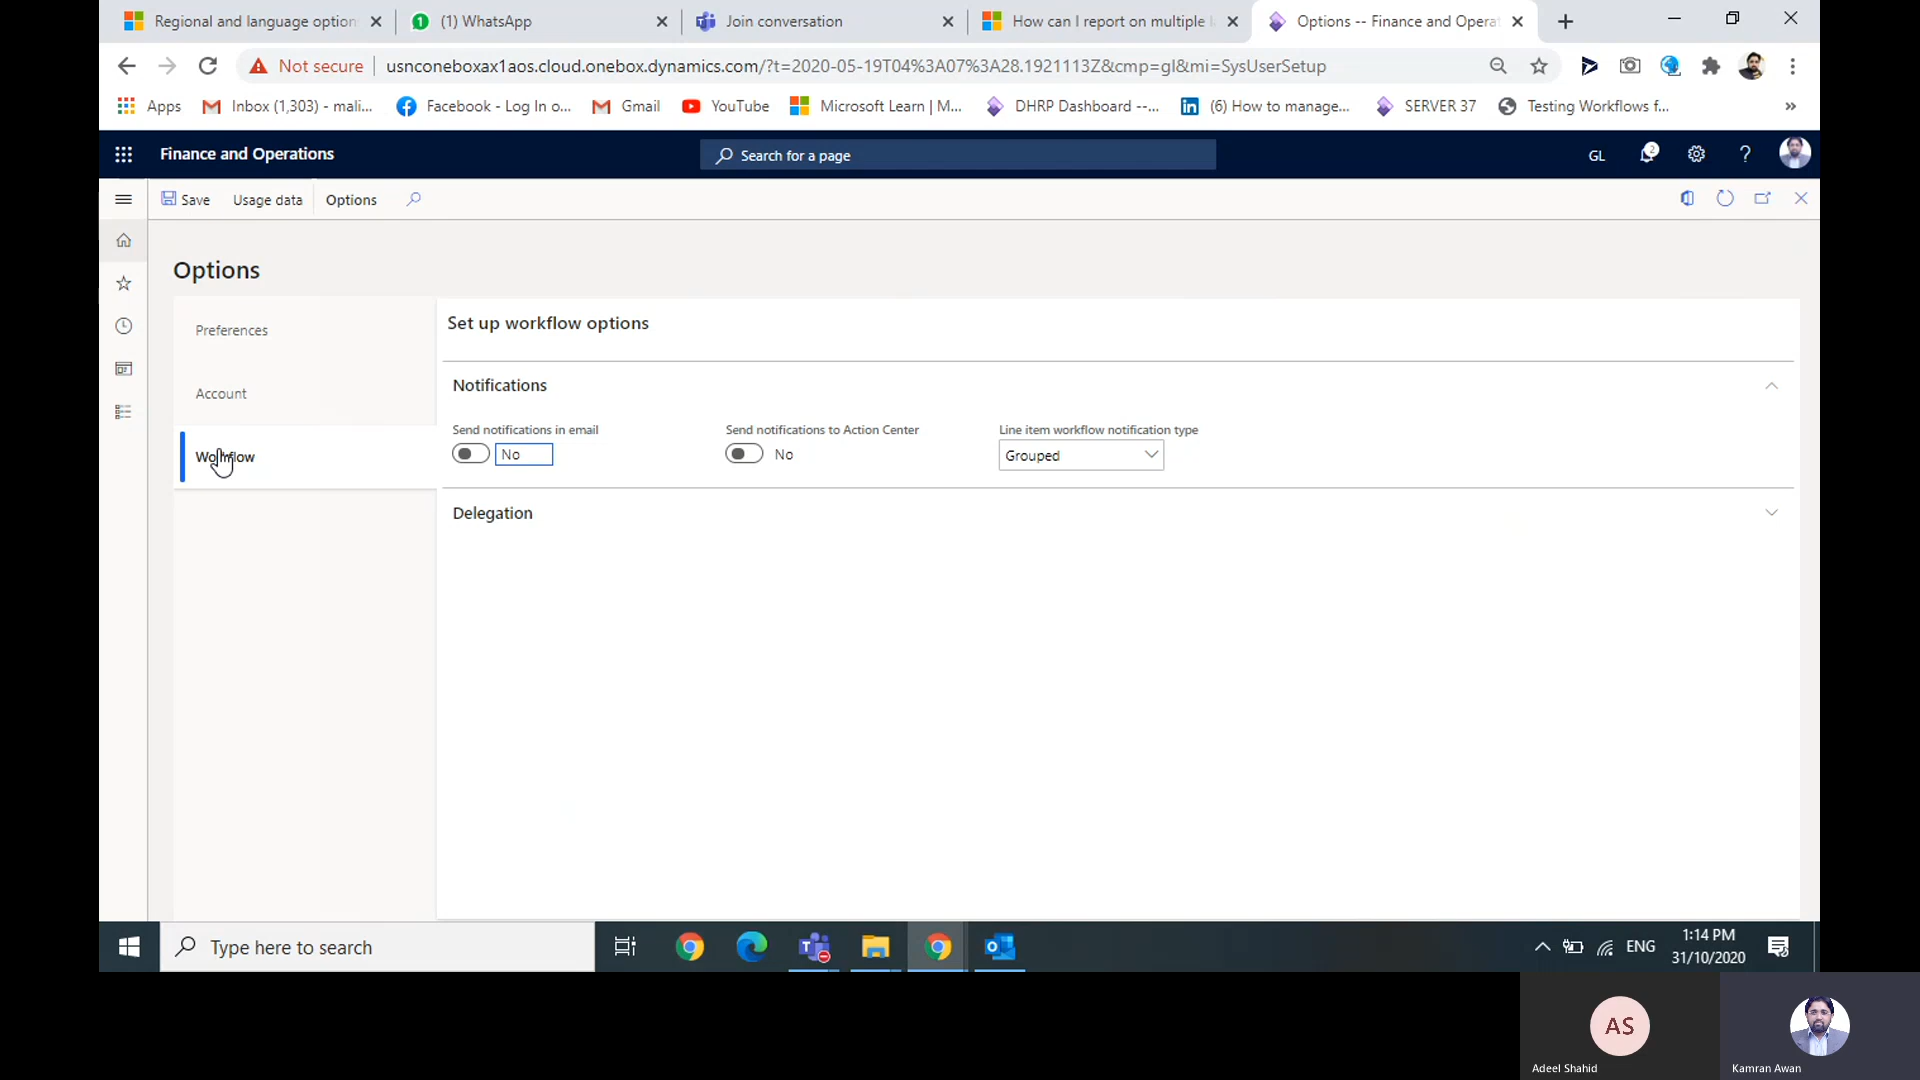 Regional and language option
(1) WhatsApp
Join conversation
How can I report on multiple l
Options -- Finance and Operat
Not secure
usnconeboxax1aos.cloud.onebox.dynamics.com/?t=2020-05-19T04%3A07%3A28.1921113Z&cmp=gl&mi=SysUserSetup
Apps
Inbox (1,303) - mali...
Facebook - Log In o...
Gmail
YouTube
Microsoft Learn | M...
DHRP Dashboard --...
(6) How to manage...
SERVER 37
Testing Workflows f...
»
Finance and Operations
Search for a page
GL
2
?
Save
Usage data
Options
Options
Preferences
Account
Workflow
Set up workflow options
Notifications
Send notifications in email
No
Send notifications to Action Center
No
Line item workflow notification type
Grouped
Delegation
Type here to search
ENG
1:14 PM
31/10/2020
AS
Adeel Shahid
Kamran Awan